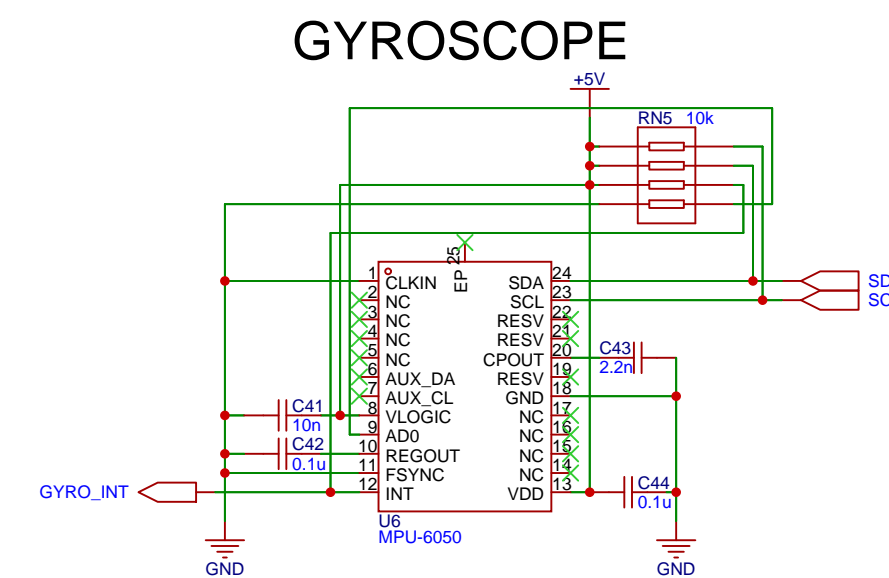 GYROSCOPE
+5V
RN5 10k
EP 25
1 CLKIN
2 NC
3 NC
4 NC
5 NC
6 AUX_DA
7 AUX_CL
8 VLOGIC
9 AD0
10 REGOUT
11 FSYNC
12 INT
SDA 24
SCL 23
RESV 22
RESV 21
CPOUT 20
RESV 19
GND 18
NC 17
NC 16
NC 15
NC 14
VDD 13
SD
SC
C43
2.2n
C41
10n
C42
0.1u
C44
0.1u
GYRO_INT
U6
MPU-6050
GND
GND